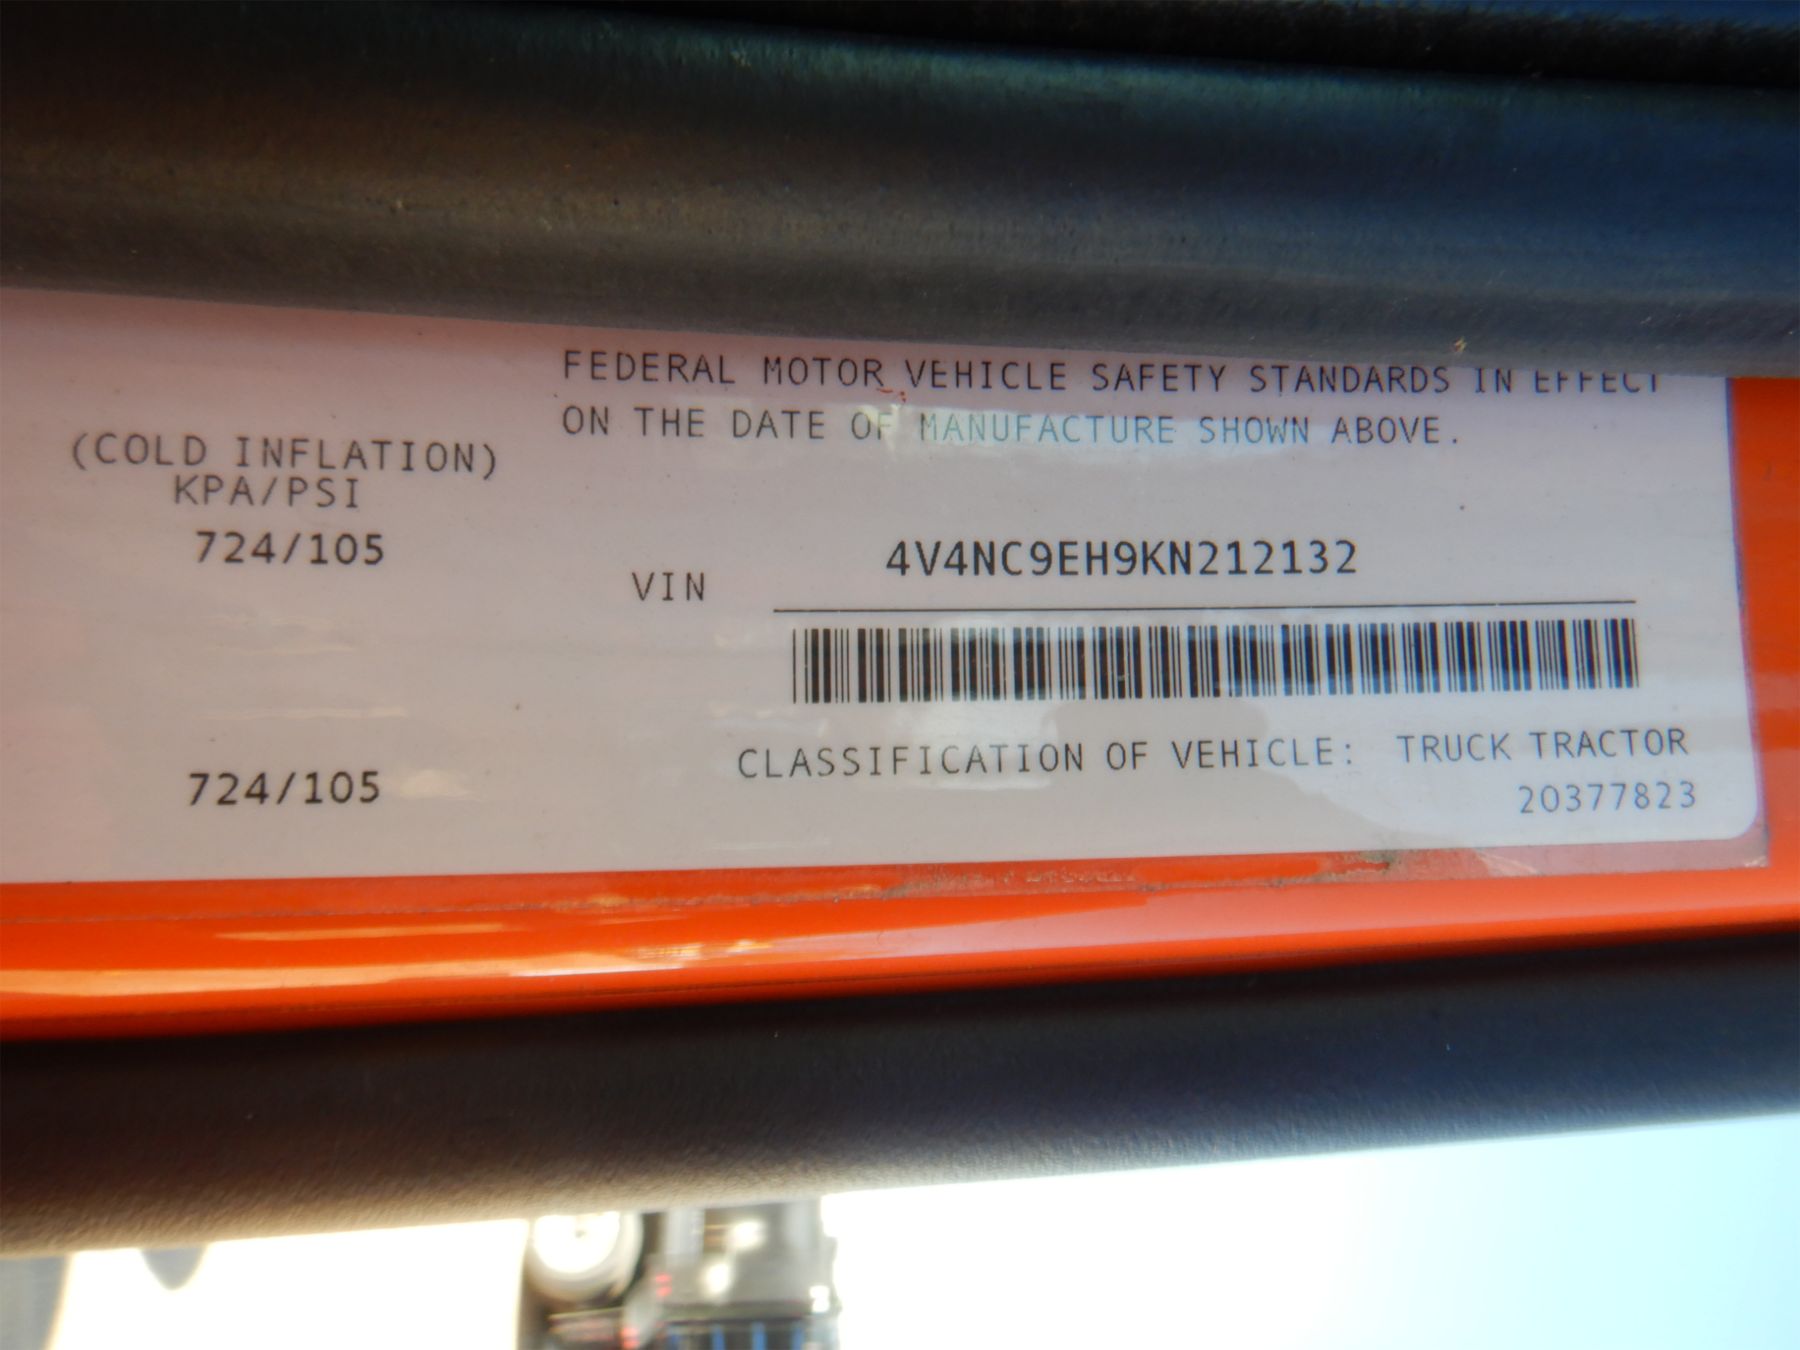 FEDERAL MOTOR VEHICLE SAFETY STANDARDS IN EFFECT
ON THE DATE OF MANUFACTURE SHOWN ABOVE.
(COLD INFLATION)
KPA/PSI
724/105
VIN 4V4NC9EH9KN212132
724/105
CLASSIFICATION OF VEHICLE: TRUCK TRACTOR
20377823